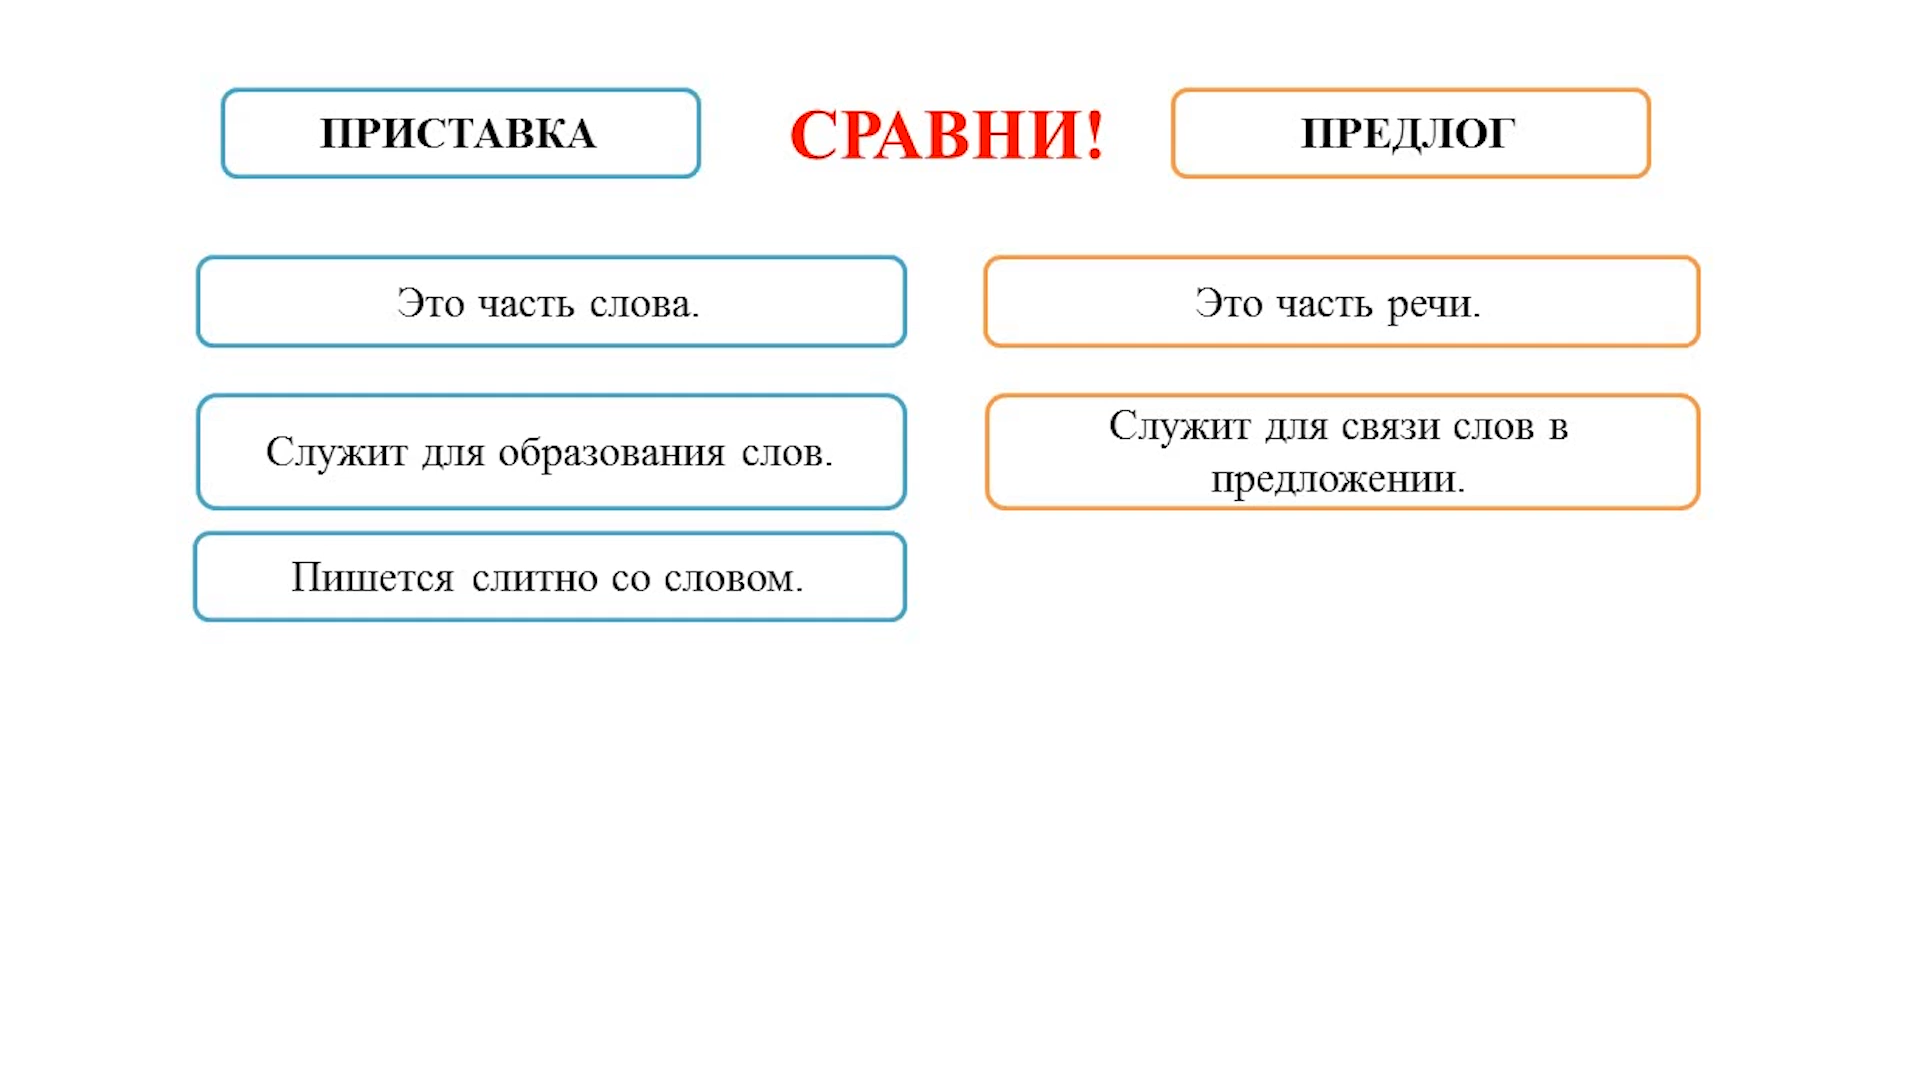 ПРИСТАВКА
СРАВНИ!
ПРЕДЛОГ
Это часть слова.
Это часть речи.
Служит для образования слов.
Служит для связи слов в
предложении.
Пишется слитно со словом.